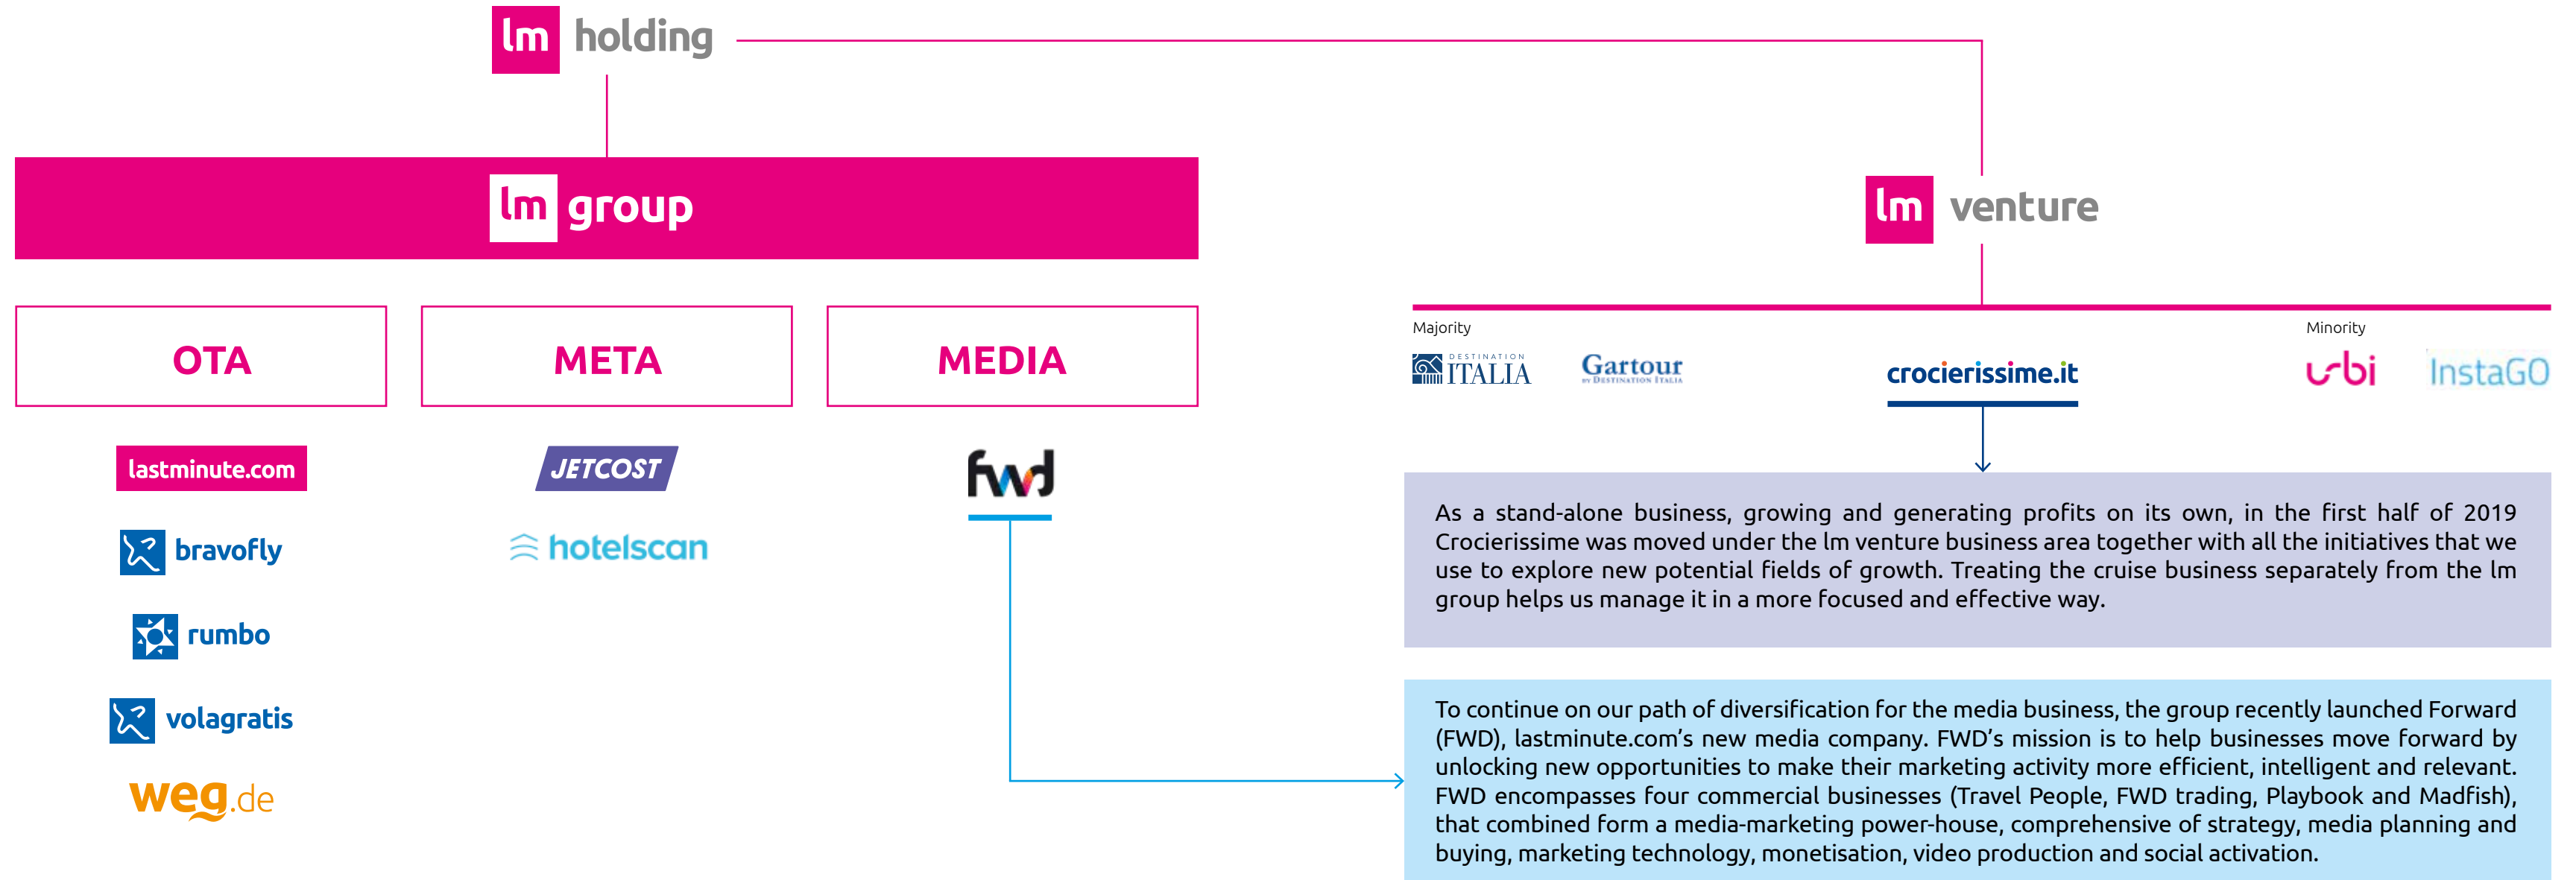 lm holding
lm group
lm venture
OTA
META
MEDIA
lastminute.com
bravofly
rumbo
volagratis
weg.de
JETCOST
hotelscan
fwd
Majority
Minority
DESTINATION
ITALIA
Gartour
BY DESTINATION ITALIA
crocierissime.it
urbi
InstaGO
As a stand-alone business, growing and generating profits on its own, in the first half of 2019
Crocierissime was moved under the lm venture business area together with all the initiatives that we
use to explore new potential fields of growth. Treating the cruise business separately from the lm
group helps us manage it in a more focused and effective way.
To continue on our path of diversification for the media business, the group recently launched Forward
(FWD), lastminute.com’s new media company. FWD’s mission is to help businesses move forward by
unlocking new opportunities to make their marketing activity more efficient, intelligent and relevant.
FWD encompasses four commercial businesses (Travel People, FWD trading, Playbook and Madfish),
that combined form a media-marketing power-house, comprehensive of strategy, media planning and
buying, marketing technology, monetisation, video production and social activation.